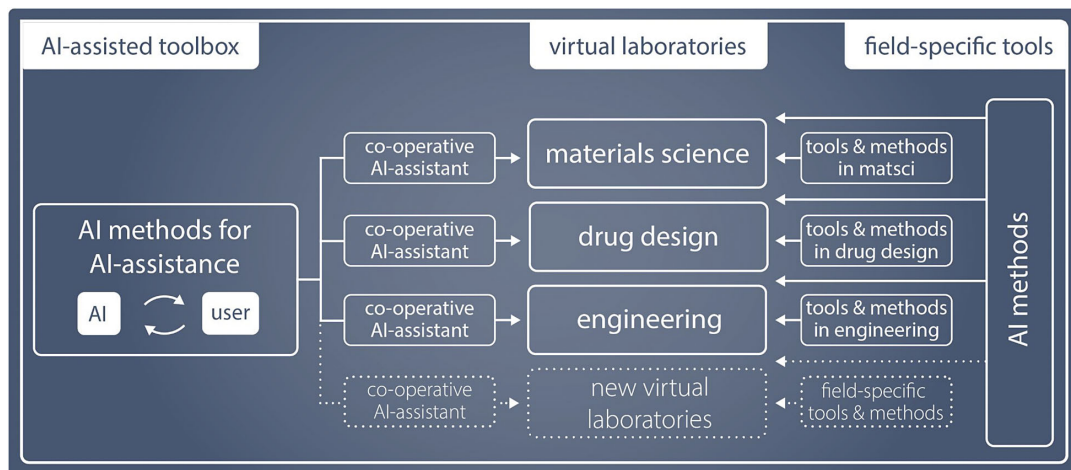 AI-assisted toolbox
virtual laboratories
field-specific tools
co-operative
AI-assistant
materials science
tools & methods
in matsci
AI methods for
AI-assistance
AI
user
co-operative
AI-assistant
drug design
tools & methods
in drug design
AI methods
co-operative
AI-assistant
engineering
tools & methods
in engineering
co-operative
AI-assistant
new virtual
laboratories
field-specific
tools & methods